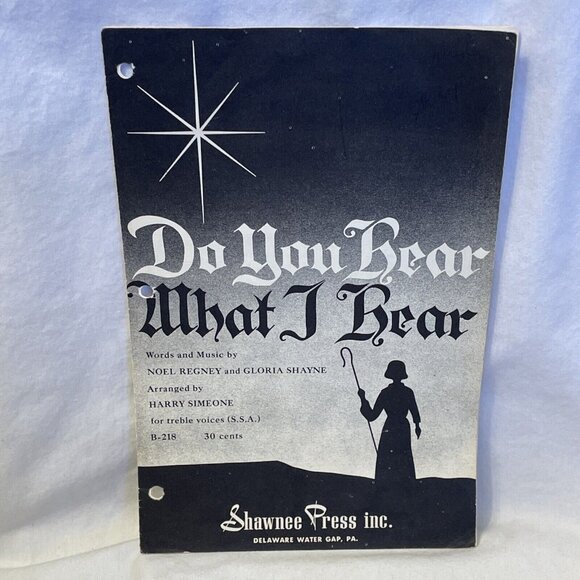 Do You Hear
What I Hear
Words and Music by
NOEL REGNEY and GLORIA SHAYNE
Arranged by
HARRY SIMEONE
for treble voices (S.S.A.)
B-218 30 cents
Shawnee Press inc.
DELAWARE WATER GAP, PA.